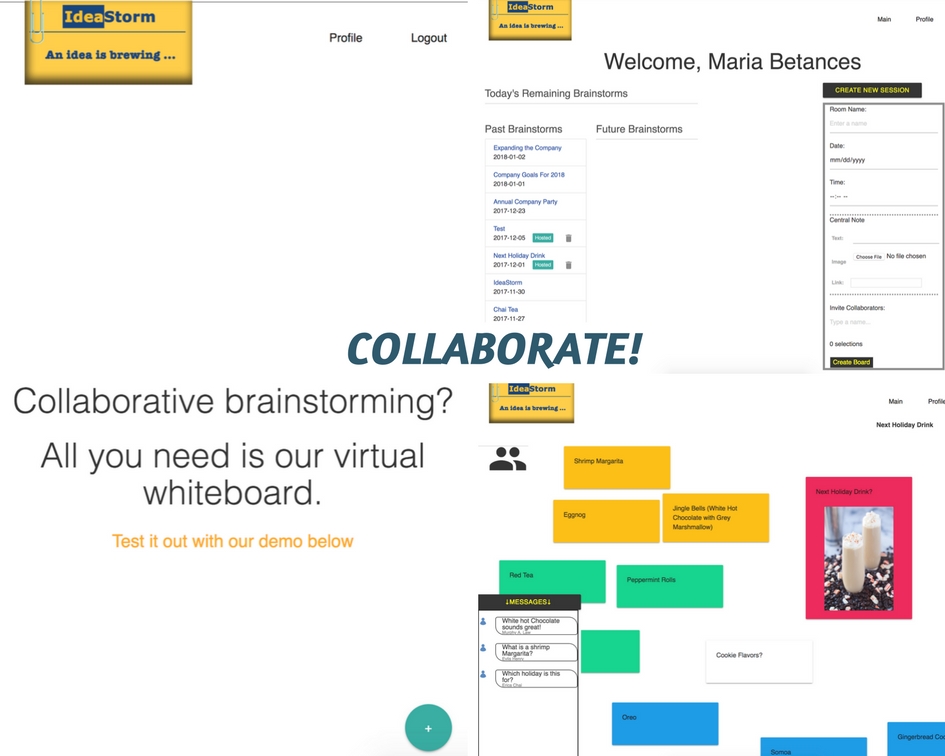 IdeaStorm
An idea is brewing ...
Profile
Logout
IdeaStorm
An idea is brewing ...
Main
Profile
Welcome, Maria Betances
Today's Remaining Brainstorms
Past Brainstorms
Future Brainstorms
Expanding the Company
2018-01-02
Company Goals For 2018
2018-01-01
Annual Company Party
2017-12-23
Test
2017-12-05 Hosted
Next Holiday Drink
2017-12-01 Hosted
IdeaStorm
2017-11-30
Chai Tea
2017-11-27
CREATE NEW SESSION
Room Name:
Enter a name
Date:
mm/dd/yyyy
Time:
--:-- --
Central Note
Text:
Image Choose File No file chosen
Link:
Invite Collaborators:
Type a name...
0 selections
Create Board
COLLABORATE!
Collaborative brainstorming?
All you need is our virtual
whiteboard.
Test it out with our demo below
+
IdeaStorm
An idea is brewing ...
Main
Profile
Next Holiday Drink
Shrimp Margarita
Eggnog
Jingle Bells (White Hot
Chocolate with Grey
Marshmallow)
Next Holiday Drink?
Red Tea
Peppermint Rolls
↓MESSAGES↓
White hot Chocolate
sounds great!
Murphy A. Law
What is a shrimp
Margarita?
Which holiday is this
for?
Cookie Flavors?
Oreo
Somoa
Gingerbread